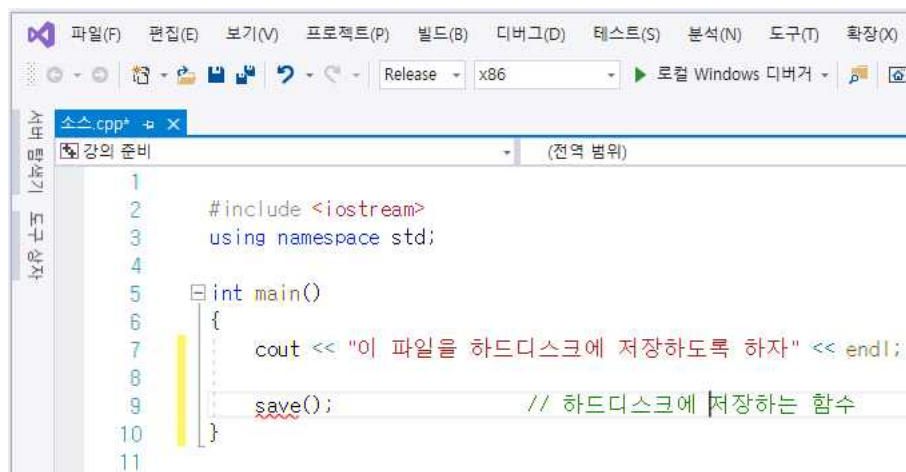 파일(F) 편집(E) 보기(V) 프로젝트(P) 빌드(B) 디버그(D) 테스트(S) 분석(N) 도구(T) 확장(X)
Release x86 로컬 Windows 디버거
서버 탐색기
도구 상자
소스.cpp*
강의 준비 (전역 범위)
1
2 #include <iostream>
3 using namespace std;
4
5 int main()
6 {
7 cout << "이 파일을 하드디스크에 저장하도록 하자" << endl;
8
9 save(); // 하드디스크에 저장하는 함수
10 }
11